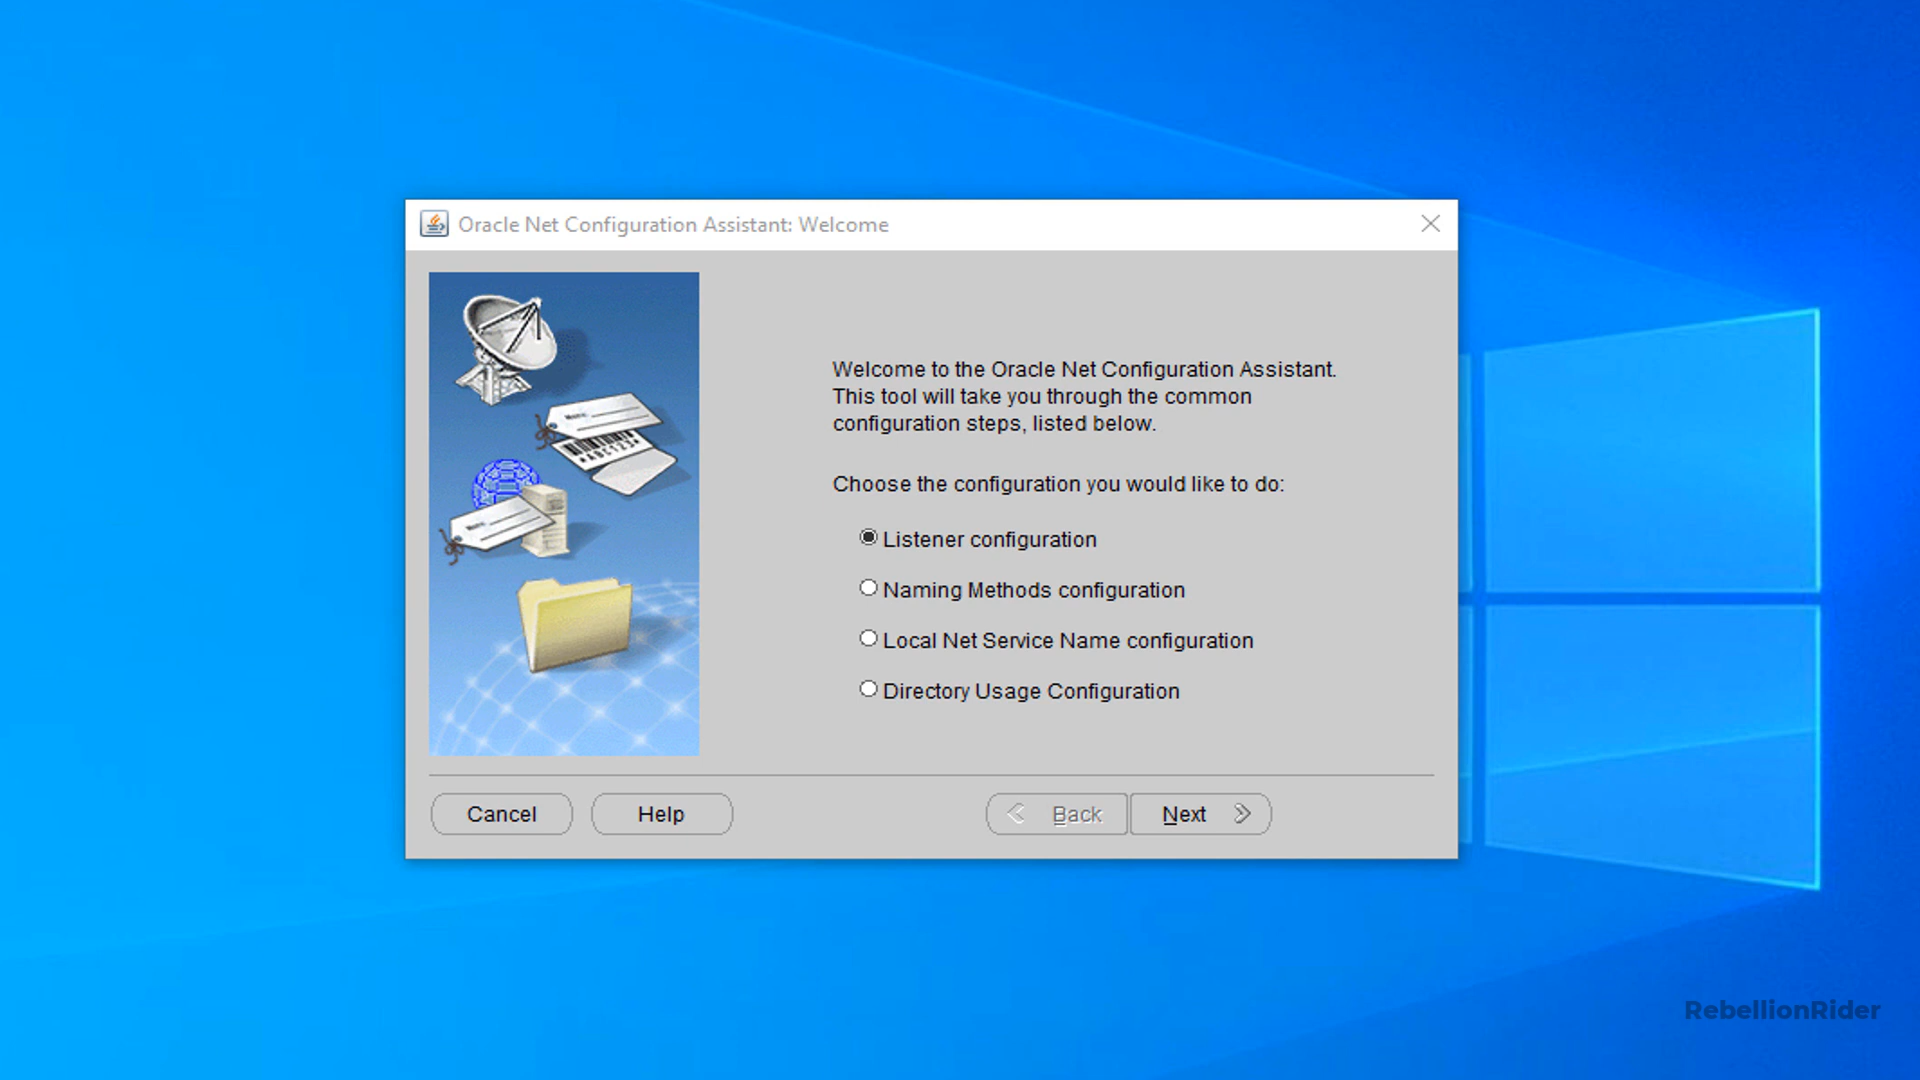 Oracle Net Configuration Assistant: Welcome
Welcome to the Oracle Net Configuration Assistant.
This tool will take you through the common
configuration steps, listed below.
Choose the configuration you would like to do:
Listener configuration
Naming Methods configuration
Local Net Service Name configuration
Directory Usage Configuration
Cancel
Help
Back
Next
RebellionRider